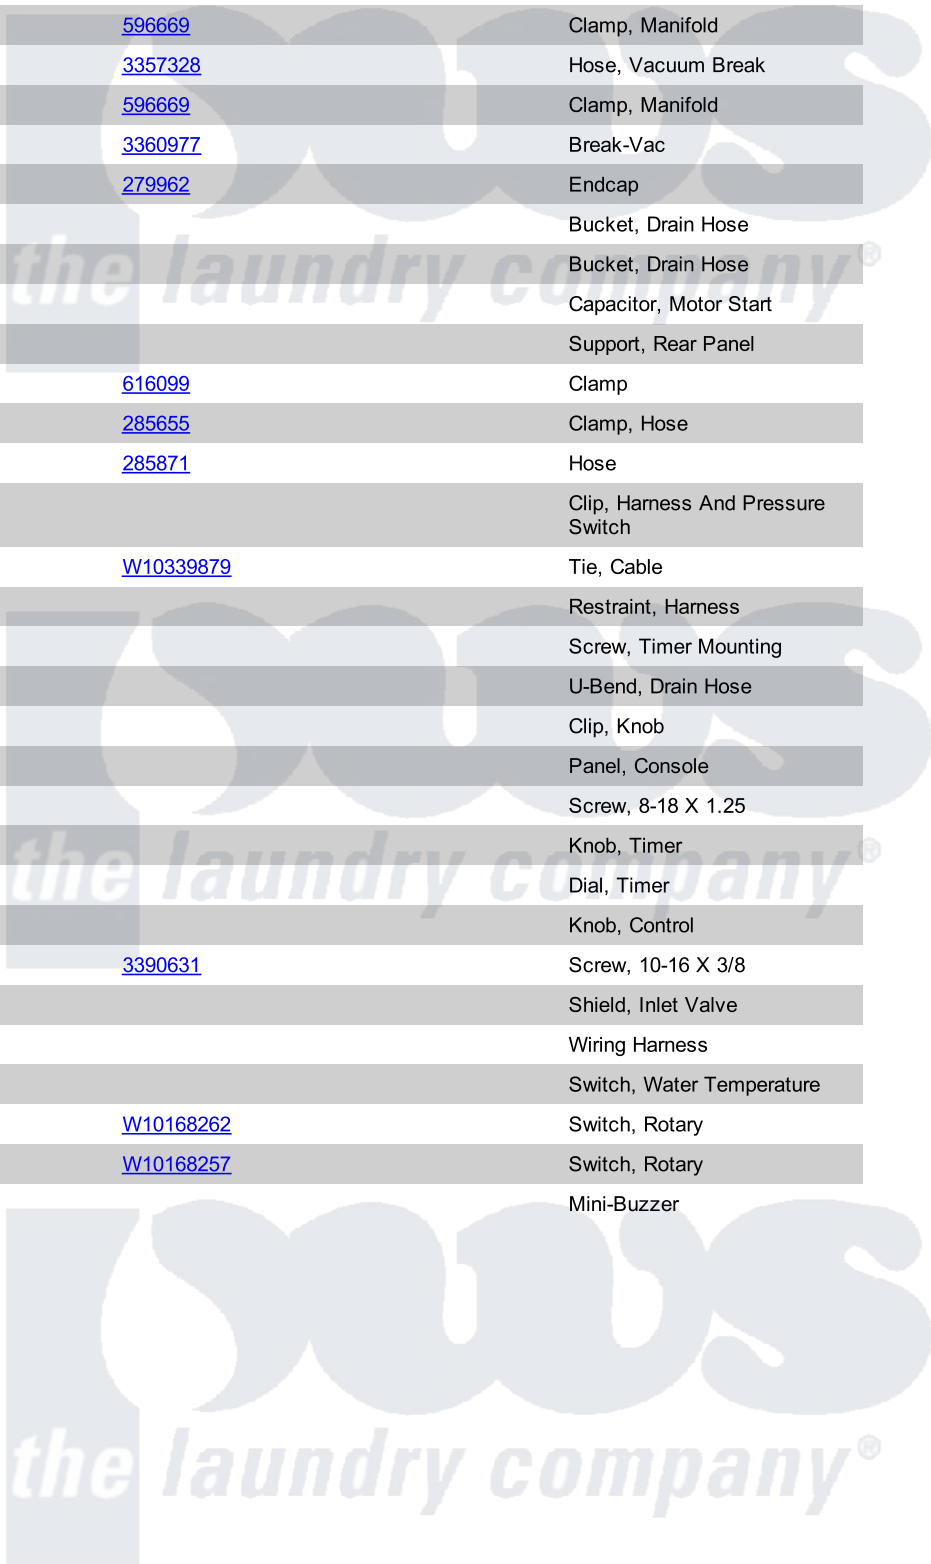 596669 Clamp, Manifold
3357328 Hose, Vacuum Break
596669 Clamp, Manifold
3360977 Break-Vac
279962 Endcap
Bucket, Drain Hose
Bucket, Drain Hose
Capacitor, Motor Start
Support, Rear Panel
616099 Clamp
285655 Clamp, Hose
285871 Hose
Clip, Harness And Pressure
Switch
W10339879 Tie, Cable
Restraint, Harness
Screw, Timer Mounting
U-Bend, Drain Hose
Clip, Knob
Panel, Console
Screw, 8-18 X 1.25
Knob, Timer
Dial, Timer
Knob, Control
3390631 Screw, 10-16 X 3/8
Shield, Inlet Valve
Wiring Harness
Switch, Water Temperature
W10168262 Switch, Rotary
W10168257 Switch, Rotary
Mini-Buzzer
pws
the laundry company®
pws
the laundry company®
pws
the laundry company®